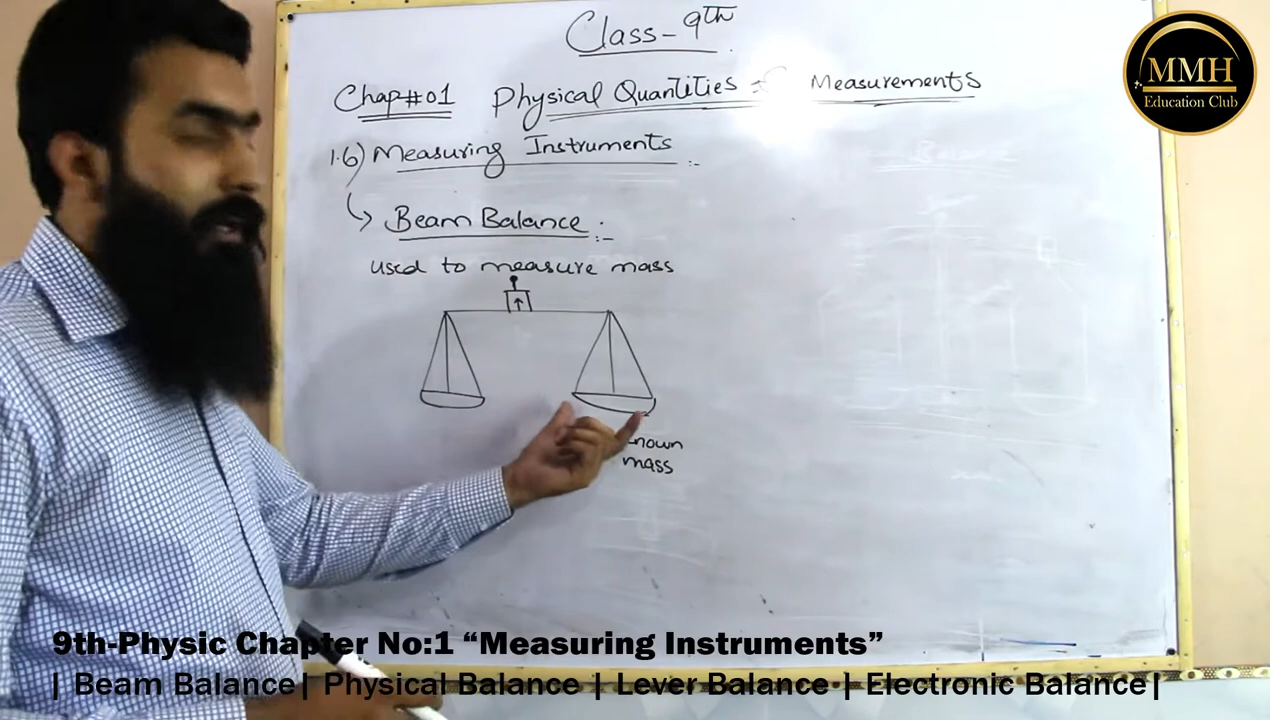 Class - 9th
Chap#01 Physical Quantities Measurements
1.6) Measuring Instruments :-
↳ Beam Balance :-
used to measure mass
↑
nown
mass
MMH
Education Club
9th-Physic Chapter No:1 “Measuring Instruments”
| Beam Balance| Physical Balance | Lever Balance | Electronic Balance|